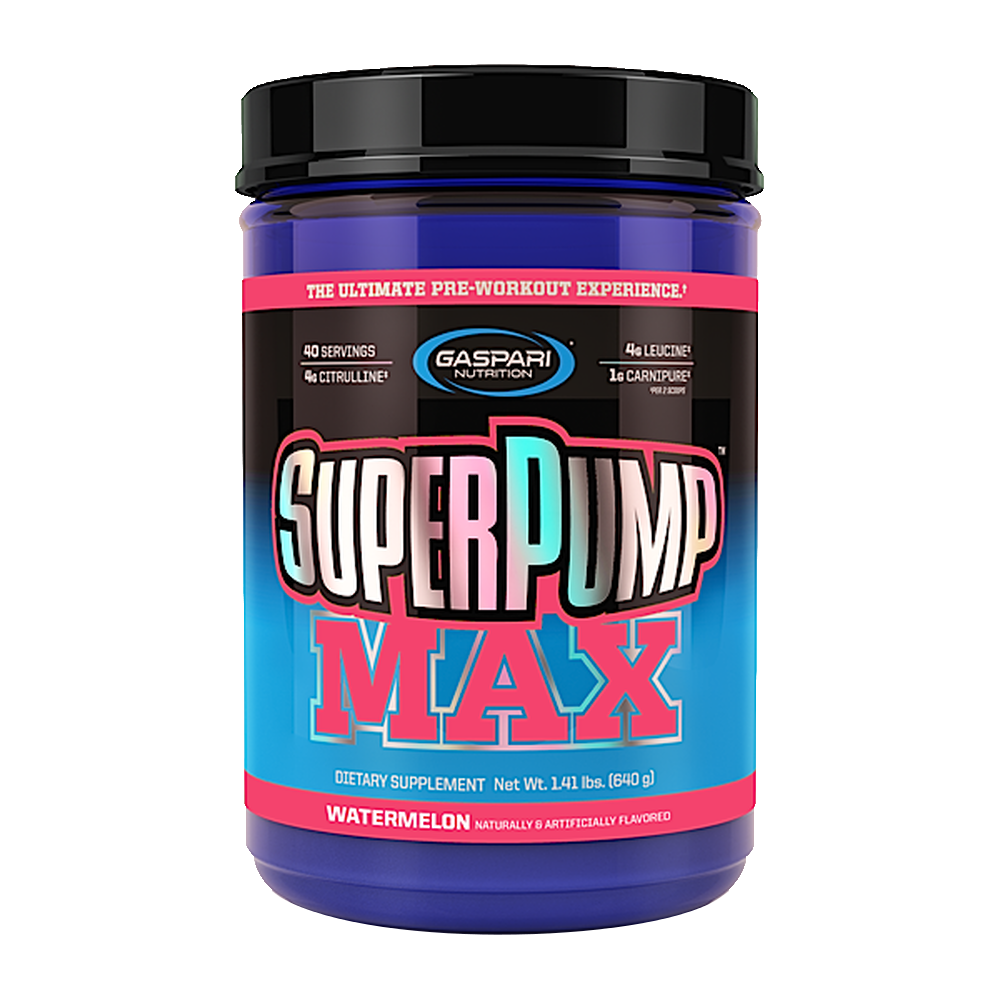 THE ULTIMATE PRE-WORKOUT EXPERIENCE.†
40 SERVINGS
4G CITRULLINE‡
GASPARI
NUTRITION
4G LEUCINE‡
1G CARNIPURE‡
‡PER 2 SCOOPS
SUPERPUMP™
MAX
DIETARY SUPPLEMENT Net Wt. 1.41 lbs. (640 g)
WATERMELON NATURALLY & ARTIFICIALLY FLAVORED